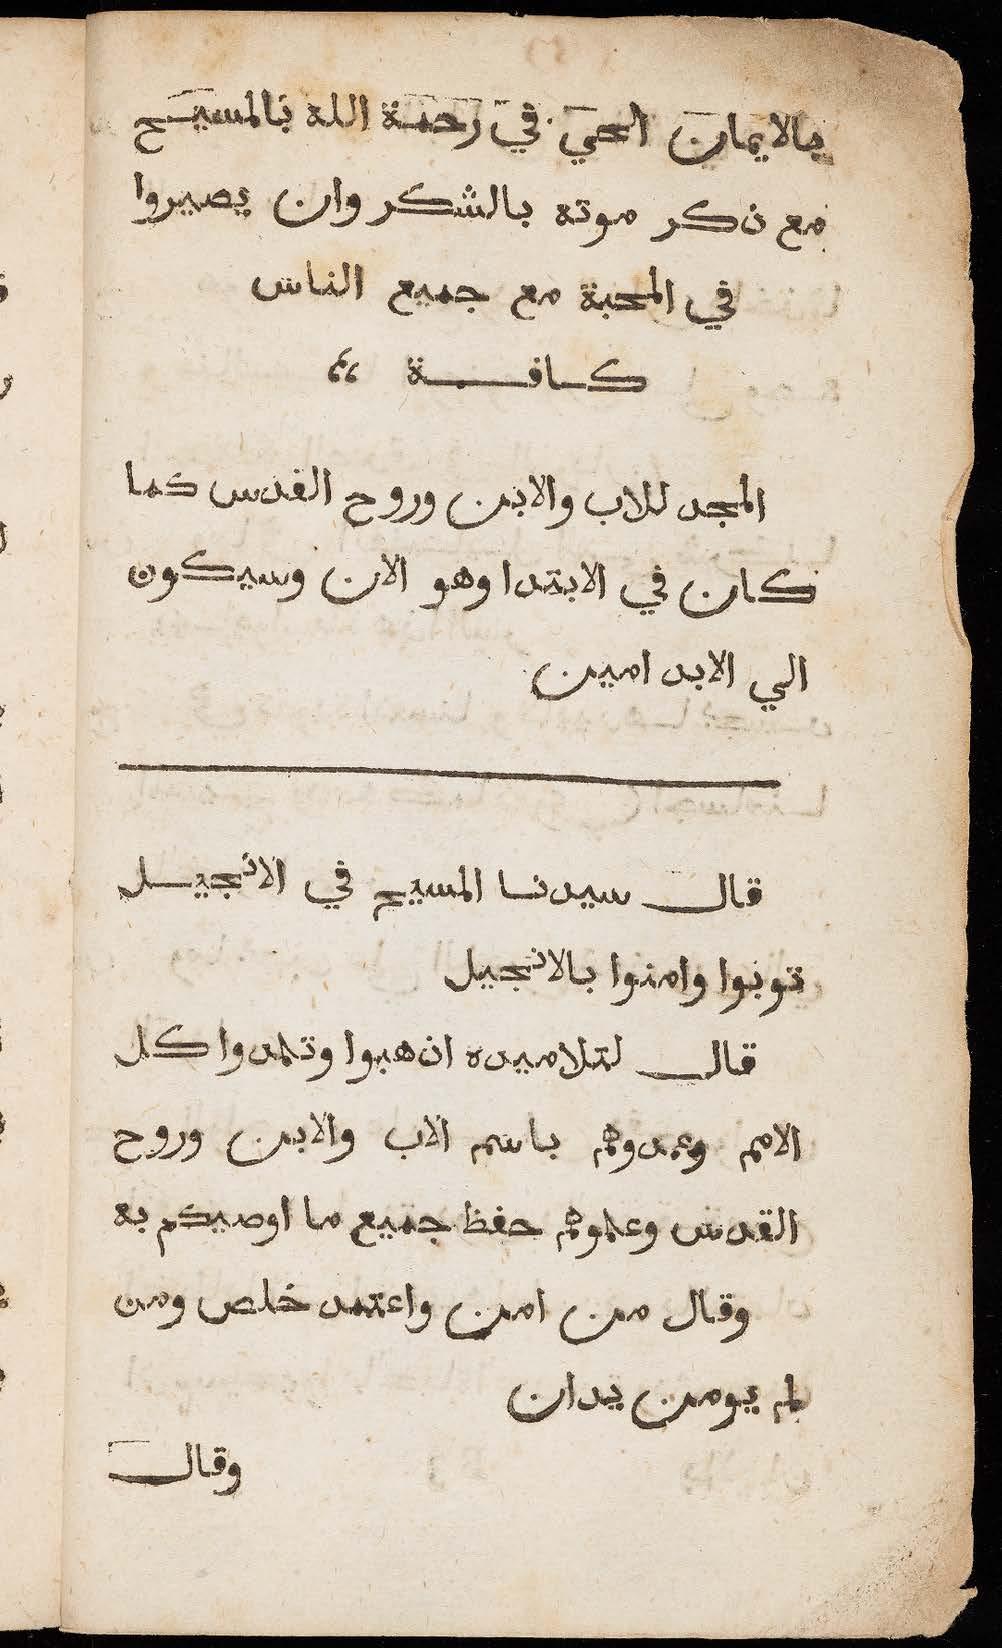 بالايمان الحي في رحمة الله بالمسيح
مع ذكر موته بالشكر وان يصيروا
في المحبة مع جميع الناس
كافة
المجد للاب والابن وروح القدس كما
كان في الابتدا وهو الان وسيكون
الي الابد امين
قال سيدنا المسيح في الانجيل
توبوا وامنوا بالانجيل
قال لتلاميذه اذهبوا وتلمدوا كل
الامم وعمدوهم باسم الاب والابن وروح
القدس وعلموهم حفظ جميع ما اوصيكم به
وقال من امن واعتمد خلص ومن
لم يومن يدان
وقال